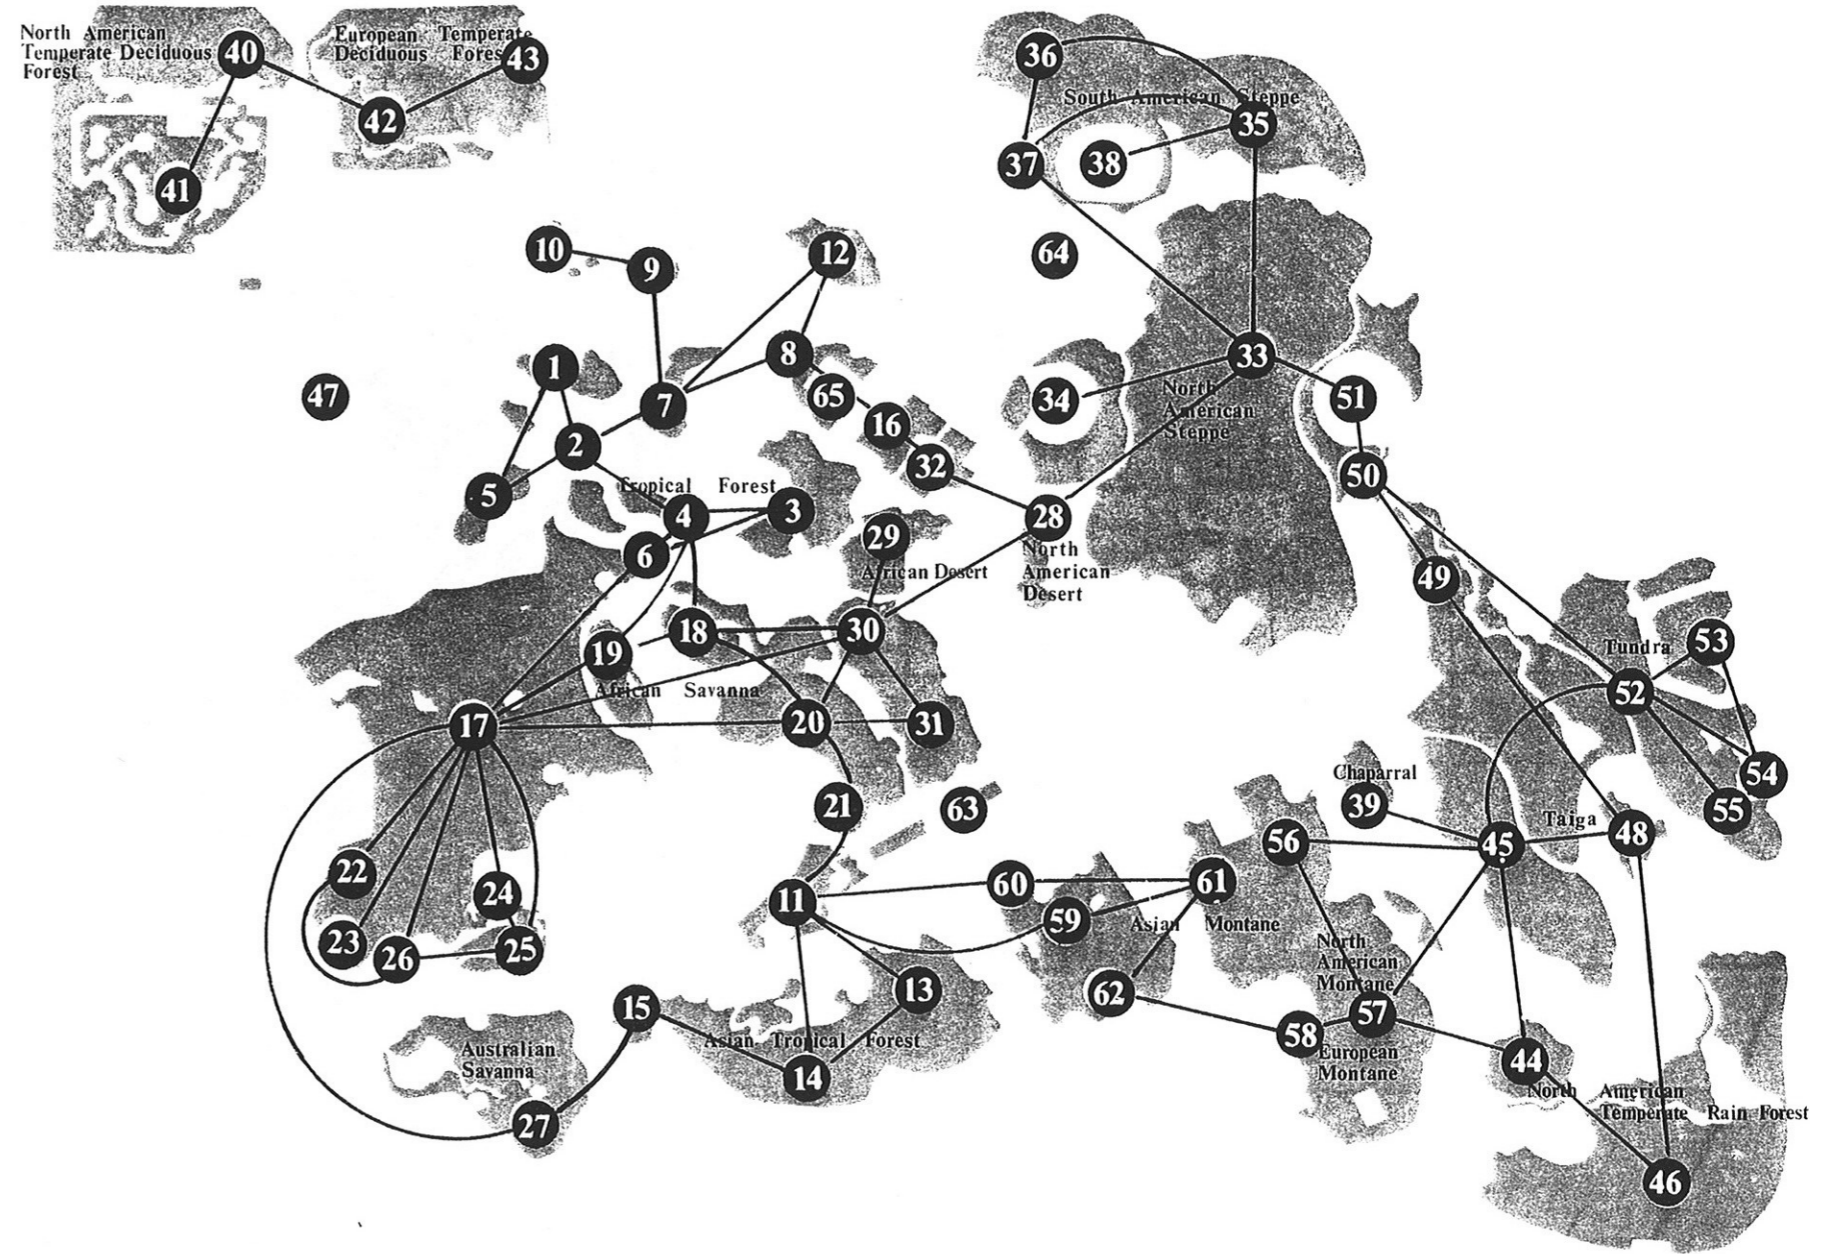 North American
Temperate Deciduous
Forest
40
European Temperate
Deciduous Forest
43
42
41
36
South American Steppe
35
37
38
10
9
12
64
1
8
47
7
65
34
33
51
North
American
Steppe
16
2
32
50
5
Tropical Forest
4
3
28
29
6
North
American
Desert
African Desert
49
18
30
19
Tundra
53
African Savanna
52
17
20
31
54
Chaparral
39
21
63
55
Taiga
56
45
48
22
24
11
60
61
59
Asian Montane
23
26
25
North
American
Montane
13
62
15
57
58
European
Montane
Asian Tropical Forest
Australian
Savanna
14
44
North American
Temperate Rain Forest
27
46